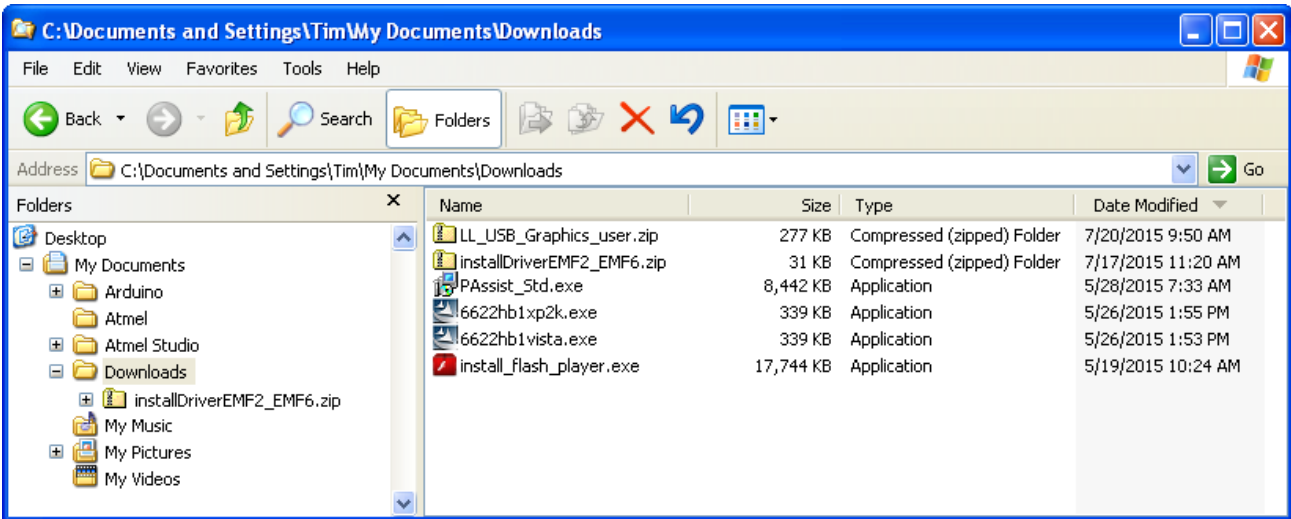 C:\Documents and Settings\Tim\My Documents\Downloads
File Edit View Favorites Tools Help
Back Search Folders
Address C:\Documents and Settings\Tim\My Documents\Downloads Go
Folders x Name Size Type Date Modified
Desktop
My Documents
Arduino
Atmel
Atmel Studio
Downloads
installDriverEMF2_EMF6.zip
My Music
My Pictures
My Videos
LL_USB_Graphics_user.zip 277 KB Compressed (zipped) Folder 7/20/2015 9:50 AM
installDriverEMF2_EMF6.zip 31 KB Compressed (zipped) Folder 7/17/2015 11:20 AM
PAssist_Std.exe 8,442 KB Application 5/28/2015 7:33 AM
6622hb1xp2k.exe 339 KB Application 5/26/2015 1:55 PM
6622hb1vista.exe 339 KB Application 5/26/2015 1:53 PM
install_flash_player.exe 17,744 KB Application 5/19/2015 10:24 AM